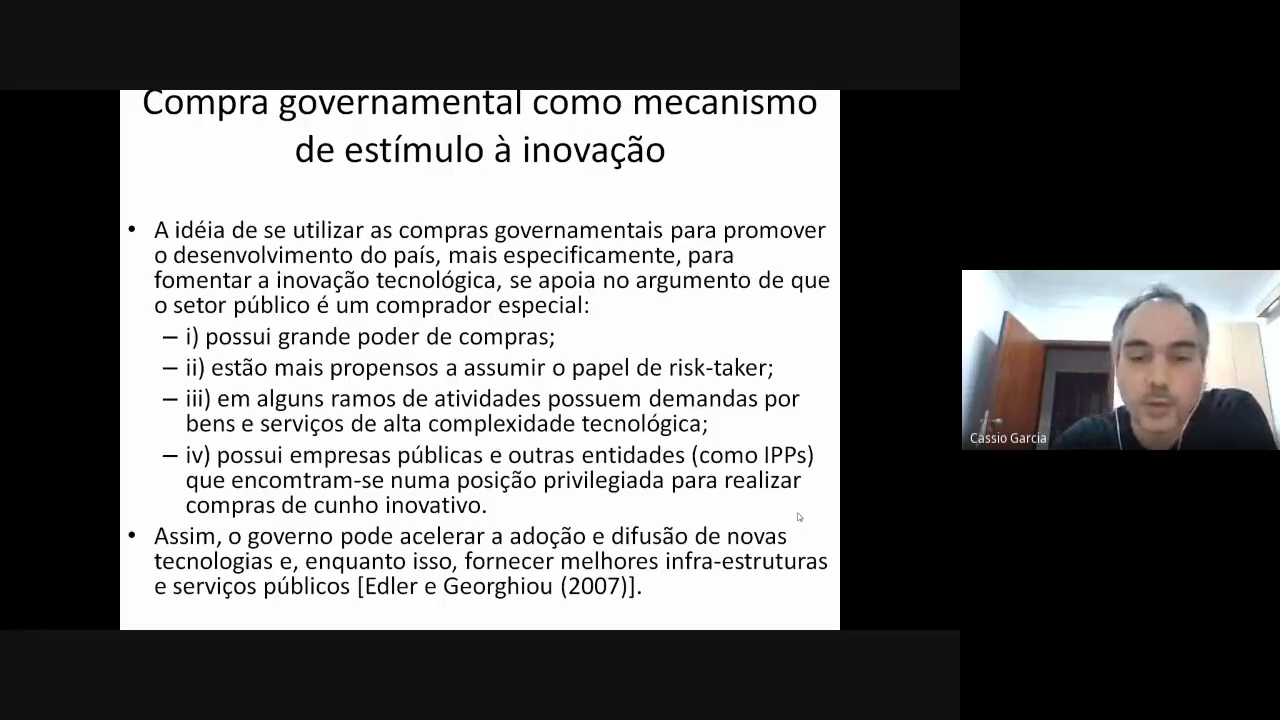 Compra governamental como mecanismo
de estímulo à inovação
• A idéia de se utilizar as compras governamentais para promover
o desenvolvimento do país, mais especificamente, para
fomentar a inovação tecnológica, se apoia no argumento de que
o setor público é um comprador especial:
– i) possui grande poder de compras;
– ii) estão mais propensos a assumir o papel de risk-taker;
– iii) em alguns ramos de atividades possuem demandas por
bens e serviços de alta complexidade tecnológica;
– iv) possui empresas públicas e outras entidades (como IPPs)
que encomtram-se numa posição privilegiada para realizar
compras de cunho inovativo.
• Assim, o governo pode acelerar a adoção e difusão de novas
tecnologias e, enquanto isso, fornecer melhores infra-estruturas
e serviços públicos [Edler e Georghiou (2007)].
Cassio Garcia